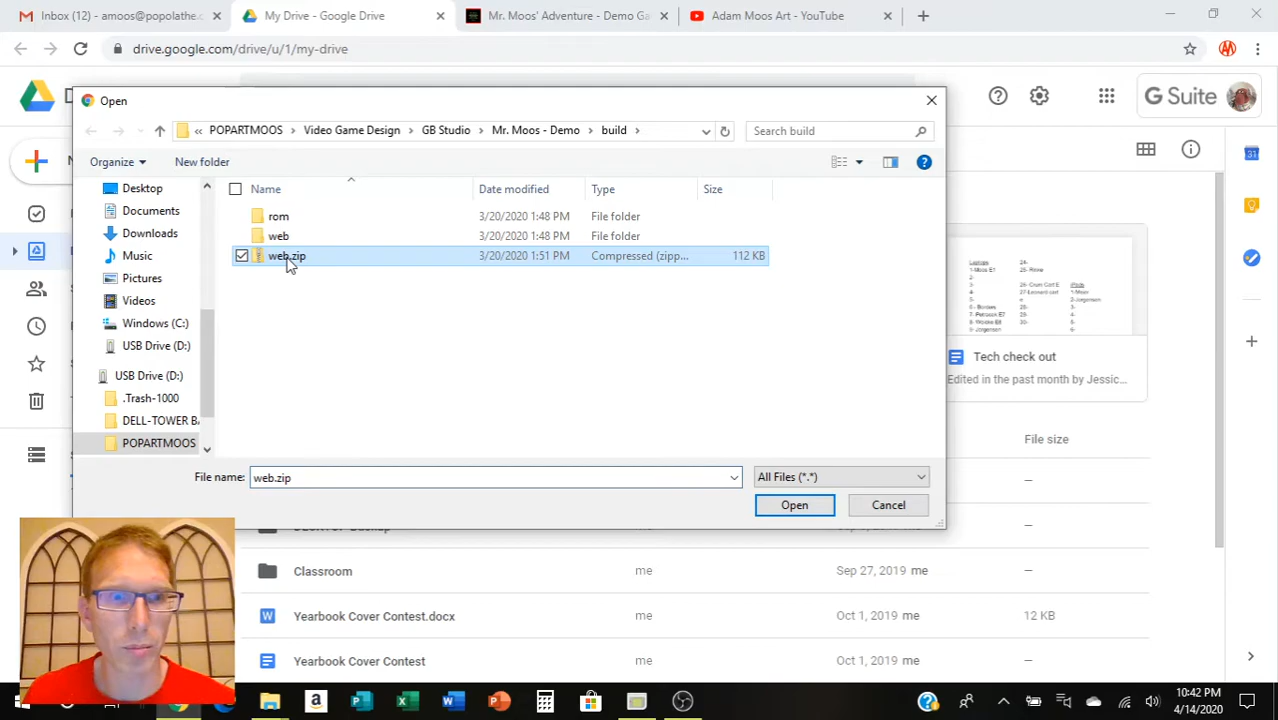 Inbox (12) - amoos@popolathe.c
My Drive - Google Drive
Mr. Moos' Adventure - Demo Ga
Adam Moos Art - YouTube
drive.google.com/drive/u/1/my-drive
G Suite
Open
« POPARTMOOS > Video Game Design > GB Studio > Mr. Moos - Demo > build >
Search build
Organize
New folder
Name
Date modified
Type
Size
rom 3/20/2020 1:48 PM File folder
web 3/20/2020 1:48 PM File folder
web.zip 3/20/2020 1:51 PM Compressed (zipp... 112 KB
Desktop
Documents
Downloads
Music
Pictures
Videos
Windows (C:)
USB Drive (D:)
USB Drive (D:)
.Trash-1000
DELL-TOWER BA
POPARTMOOS
File name: web.zip
All Files (*.*)
Open
Cancel
31
Tech check out
Edited in the past month by Jessic...
File size
Classroom me Sep 27, 2019 me
Yearbook Cover Contest.docx me Oct 1, 2019 me 12 KB
Yearbook Cover Contest me Oct 1, 2019 me
10:42 PM
4/14/2020